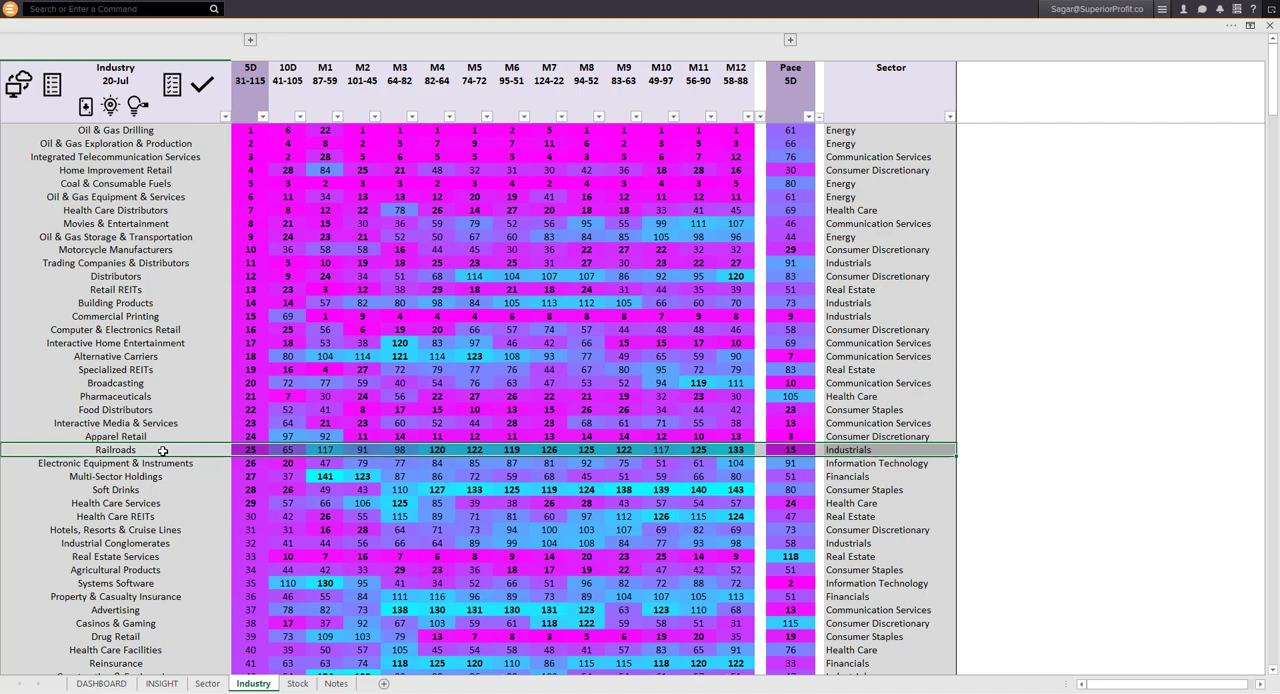 Search or Enter a Command
Sagar@SuperiorProfit.co
Industry 5D 10D M1 M2 M3 M4 M5 M6 M7 M8 M9 M10 M11 M12 Pace Sector
20-Jul 31-115 41-105 87-59 101-45 64-82 82-64 74-72 95-51 124-22 94-52 83-63 49-97 56-90 58-88 5D
Oil & Gas Drilling 1 6 22 1 1 1 1 2 5 1 1 1 1 1 61 Energy
Oil & Gas Exploration & Production 2 4 8 2 5 7 9 7 11 6 2 3 5 3 66 Energy
Integrated Telecommunication Services 3 2 28 5 6 5 5 5 4 3 5 6 7 12 76 Communication Services
Home Improvement Retail 4 28 84 25 21 48 32 31 30 42 36 18 28 16 30 Consumer Discretionary
Coal & Consumable Fuels 5 3 2 3 3 2 3 4 2 4 3 4 3 5 80 Energy
Oil & Gas Equipment & Services 6 11 34 13 13 12 20 19 41 16 12 11 12 11 61 Energy
Health Care Distributors 7 8 12 22 78 26 14 27 20 18 18 33 41 45 69 Health Care
Movies & Entertainment 8 21 15 30 36 59 79 52 56 95 55 99 111 107 46 Communication Services
Oil & Gas Storage & Transportation 9 24 23 21 52 50 67 60 83 84 85 105 98 96 44 Energy
Motorcycle Manufacturers 10 36 58 58 16 44 45 30 36 22 27 22 32 32 29 Consumer Discretionary
Trading Companies & Distributors 11 5 10 19 18 25 23 25 31 27 30 23 22 27 91 Industrials
Distributors 12 9 24 34 51 68 114 104 107 107 86 92 95 120 83 Consumer Discretionary
Retail REITs 13 23 3 12 38 29 18 21 18 24 31 44 35 39 51 Real Estate
Building Products 14 14 57 82 80 98 84 105 113 112 105 66 60 70 73 Industrials
Commercial Printing 15 69 1 9 4 4 4 6 8 8 8 7 9 8 9 Industrials
Computer & Electronics Retail 16 25 56 6 19 20 66 57 74 57 44 48 48 46 58 Consumer Discretionary
Interactive Home Entertainment 17 18 53 38 120 83 97 46 42 66 15 15 17 10 69 Communication Services
Alternative Carriers 18 80 104 114 121 114 123 108 93 77 49 65 59 90 7 Communication Services
Specialized REITs 19 16 4 27 72 79 77 76 44 67 80 95 72 79 83 Real Estate
Broadcasting 20 72 77 59 40 54 76 63 47 53 52 94 119 111 10 Communication Services
Pharmaceuticals 21 7 30 24 56 22 27 26 22 21 19 32 23 30 105 Health Care
Food Distributors 22 52 41 8 17 15 10 13 15 26 26 34 44 42 23 Consumer Staples
Interactive Media & Services 23 64 21 23 60 52 44 28 23 68 61 71 55 38 13 Communication Services
Apparel Retail 24 97 92 11 14 11 12 11 13 14 14 12 10 13 3 Consumer Discretionary
Railroads 25 65 117 91 98 120 122 119 126 125 122 117 125 133 15 Industrials
Electronic Equipment & Instruments 26 20 47 79 77 84 85 87 81 92 75 51 61 104 91 Information Technology
Multi-Sector Holdings 27 37 141 123 87 86 72 59 68 45 51 59 66 80 51 Financials
Soft Drinks 28 26 49 43 110 127 133 125 119 124 138 139 140 143 80 Consumer Staples
Health Care Services 29 57 66 106 125 85 39 38 26 28 43 57 54 57 24 Health Care
Health Care REITs 30 42 26 55 115 89 71 81 60 97 112 126 115 124 47 Real Estate
Hotels, Resorts & Cruise Lines 31 31 16 28 64 71 73 94 100 103 107 69 82 69 73 Consumer Discretionary
Industrial Conglomerates 32 41 44 56 66 64 89 99 104 108 84 77 93 98 58 Industrials
Real Estate Services 33 10 7 16 7 6 8 9 14 20 23 25 14 9 118 Real Estate
Agricultural Products 34 44 42 33 29 23 36 18 17 19 22 47 42 52 51 Consumer Staples
Systems Software 35 110 130 95 41 34 52 66 51 96 82 72 88 72 2 Information Technology
Property & Casualty Insurance 36 46 55 84 111 116 96 89 73 89 104 107 105 113 51 Financials
Advertising 37 78 82 73 138 130 131 130 131 123 63 123 110 68 13 Communication Services
Casinos & Gaming 38 17 37 92 67 103 59 61 118 122 59 58 51 31 115 Consumer Discretionary
Drug Retail 39 73 109 103 79 13 7 8 3 5 6 19 20 35 19 Consumer Staples
Health Care Facilities 40 39 50 57 105 45 54 58 48 41 57 83 65 91 76 Health Care
Reinsurance 41 63 63 74 118 125 120 110 86 115 115 118 120 122 33 Financials
DASHBOARD INSIGHT Sector Industry Stock Notes